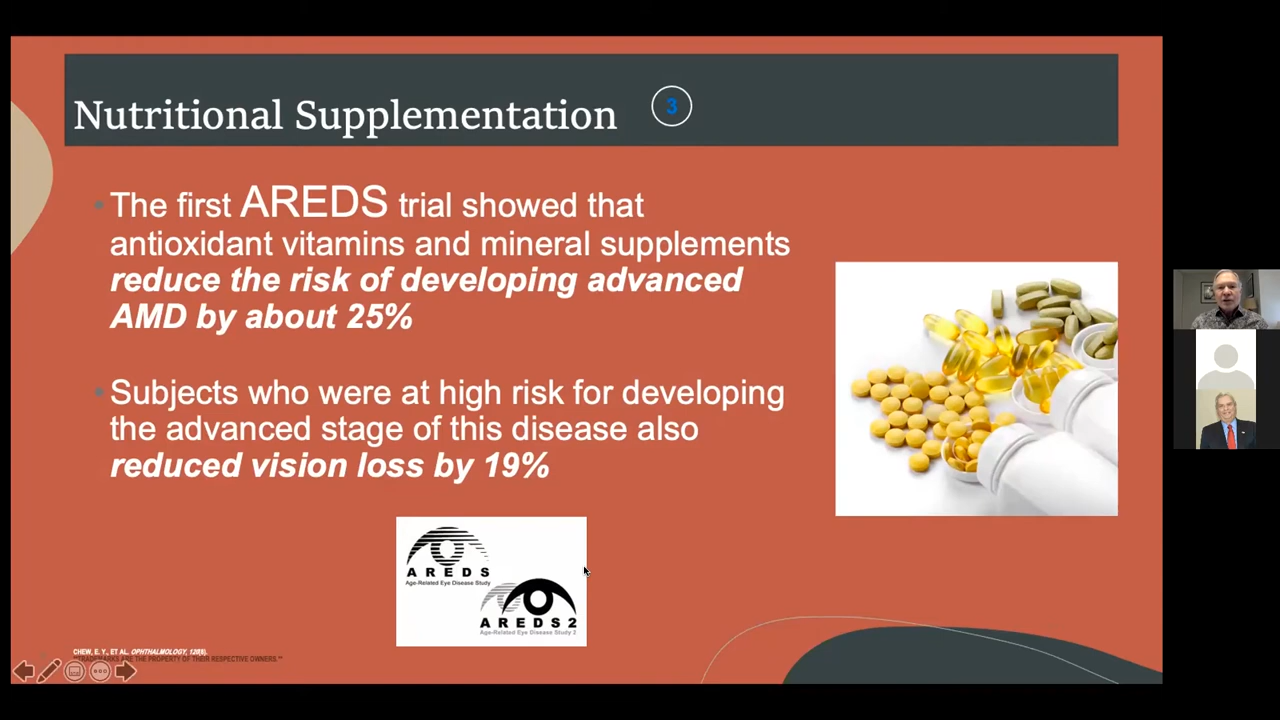 Nutritional Supplementation 3
• The first AREDS trial showed that
antioxidant vitamins and mineral supplements
reduce the risk of developing advanced
AMD by about 25%
• Subjects who were at high risk for developing
the advanced stage of this disease also
reduced vision loss by 19%
AREDS
Age-Related Eye Disease Study
AREDS2
Age-Related Eye Disease Study 2
CHEW, E. Y., ET AL. OPHTHALMOLOGY,
TRADEMARKS ARE THE PROPERTY OF THEIR RESPECTIVE OWNERS.